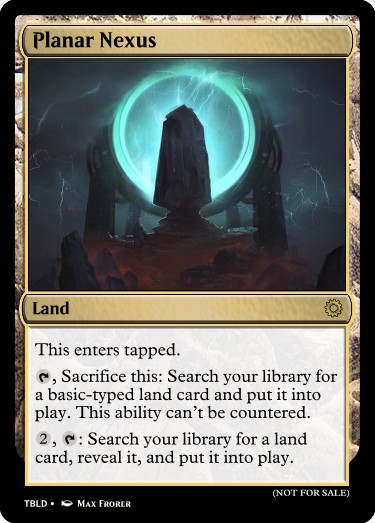 Planar Nexus
Land
This enters tapped.
, Sacrifice this: Search your library for
a basic-typed land card and put it into
play. This ability can't be countered.
2, : Search your library for a land
card, reveal it, and put into play.
(NOT FOR SALE)
TBLD • Max Frorer